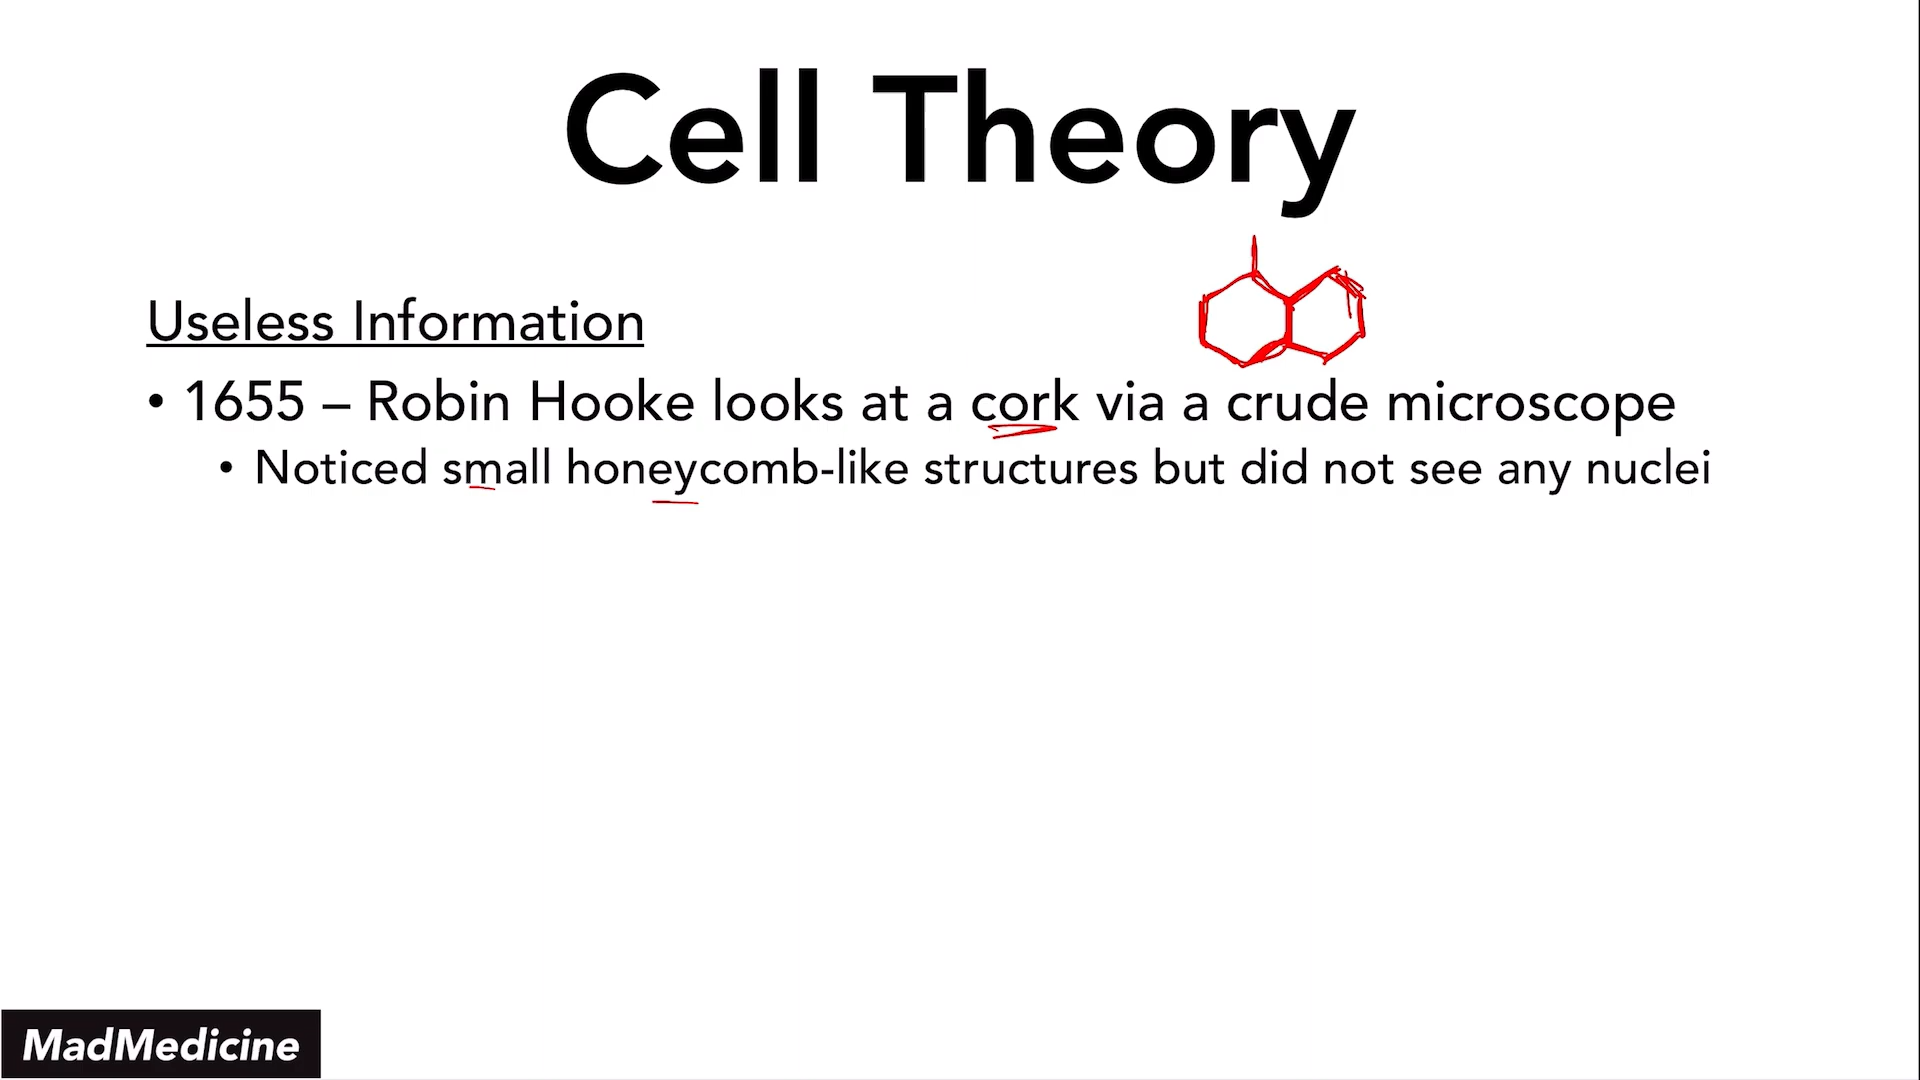 Cell Theory
Useless Information
• 1655 – Robin Hooke looks at a cork via a crude microscope
• Noticed small honeycomb-like structures but did not see any nuclei
MadMedicine